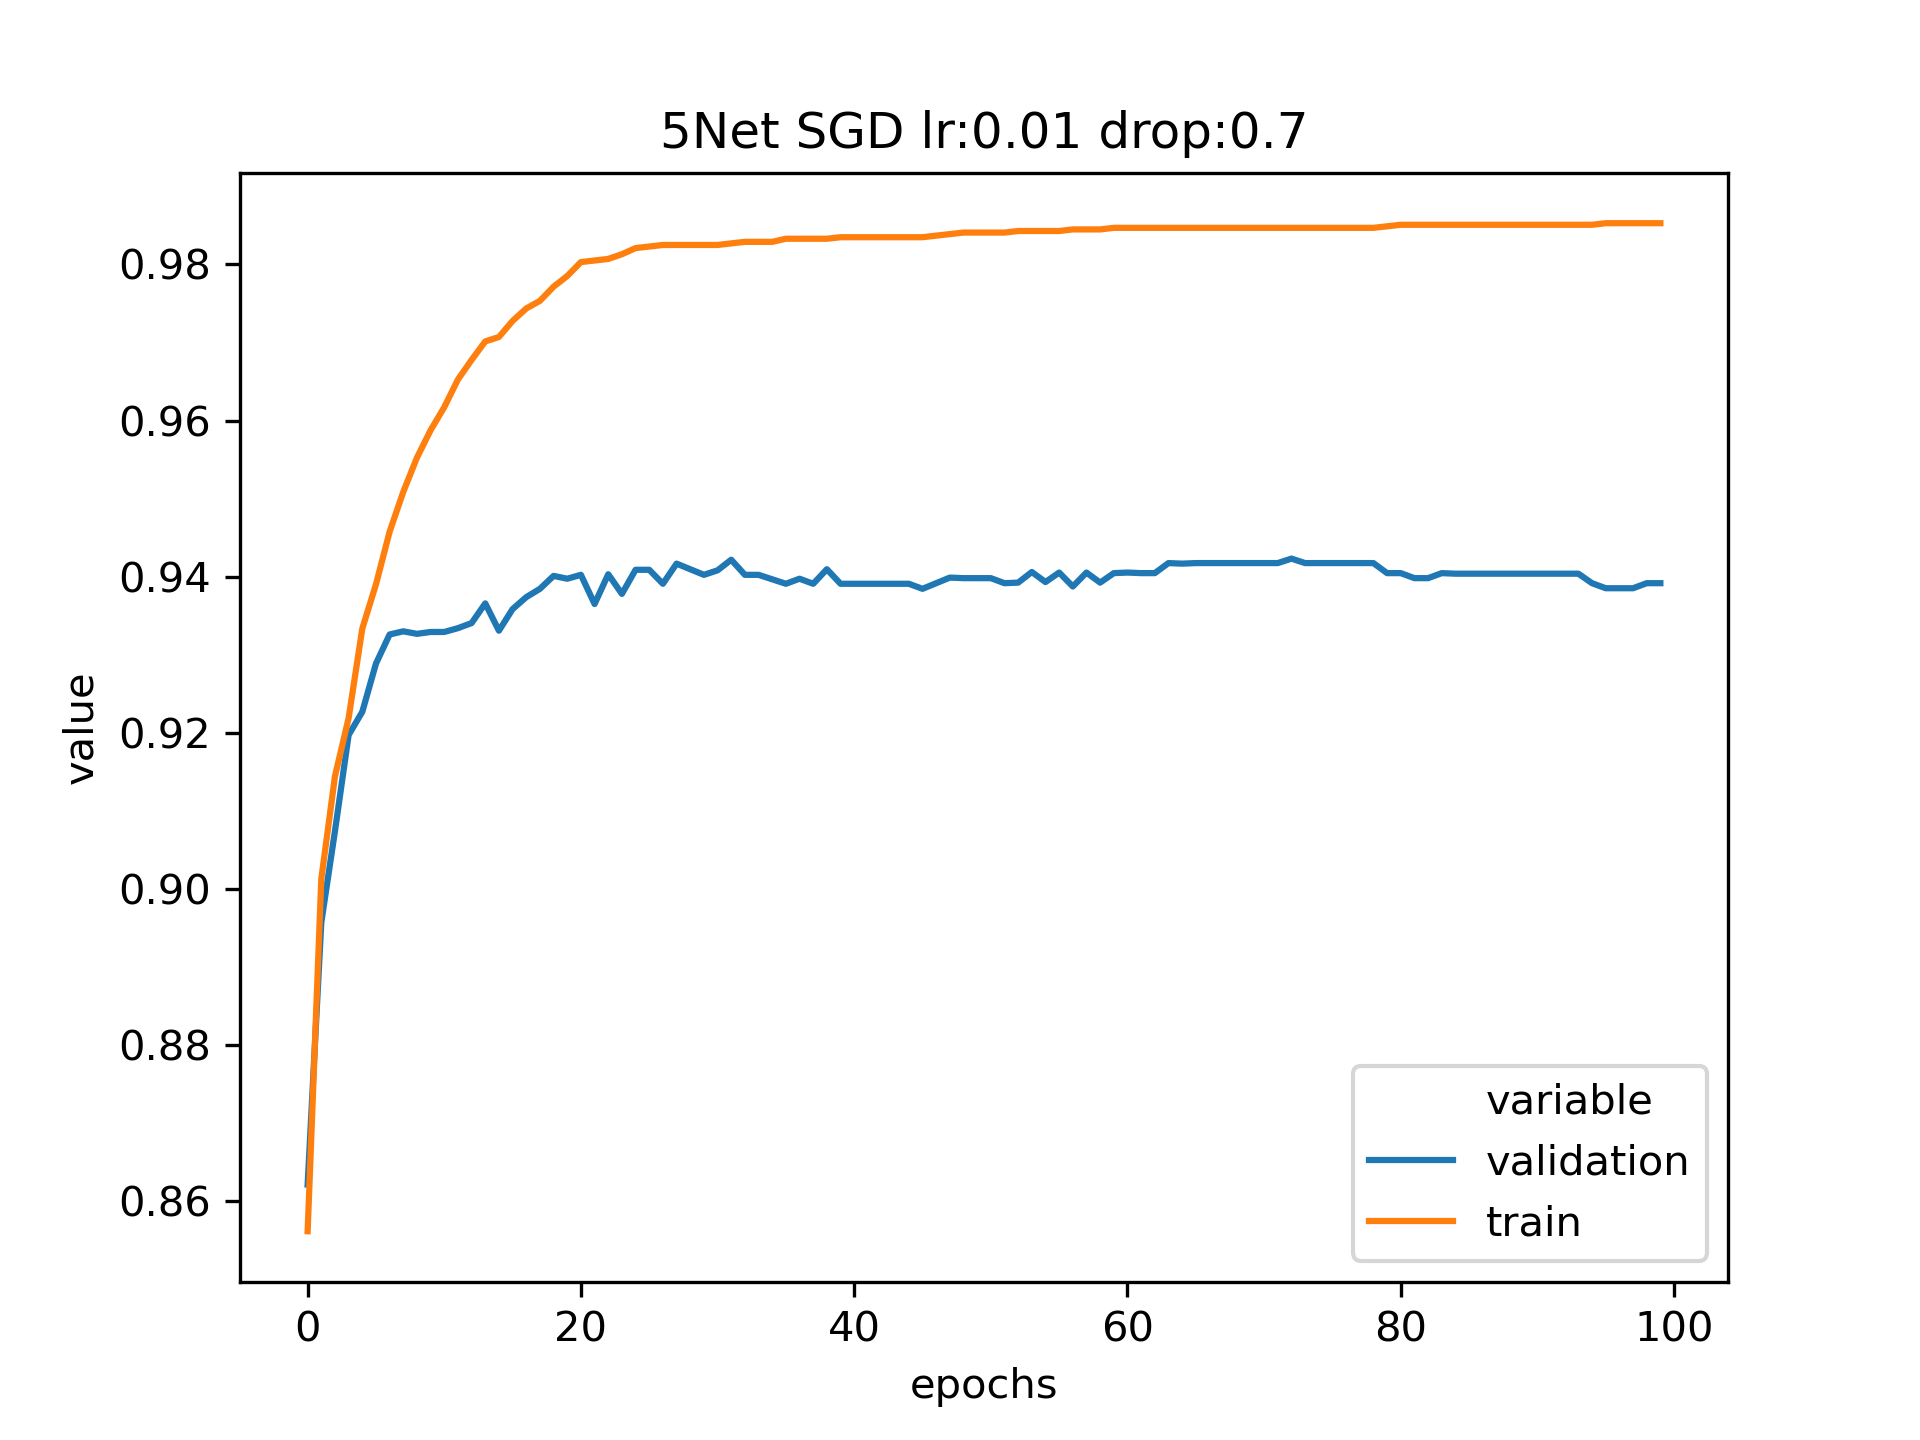 5Net SGD lr:0.01 drop:0.7
0.98
0.96
0.94
0.92
0.90
0.88
0.86
value
variable
validation
train
0 20 40 60 80 100
epochs